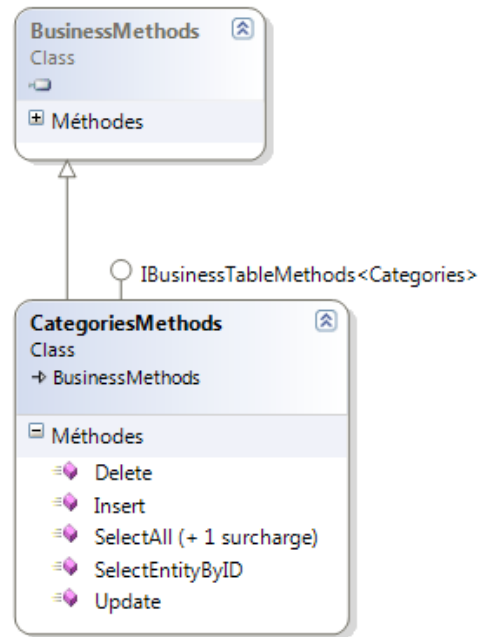 BusinessMethods
Class
Méthodes
IBusinessTableMethods<Categories>
CategoriesMethods
Class
BusinessMethods
Méthodes
Delete
Insert
SelectAll (+ 1 surcharge)
SelectEntityByID
Update